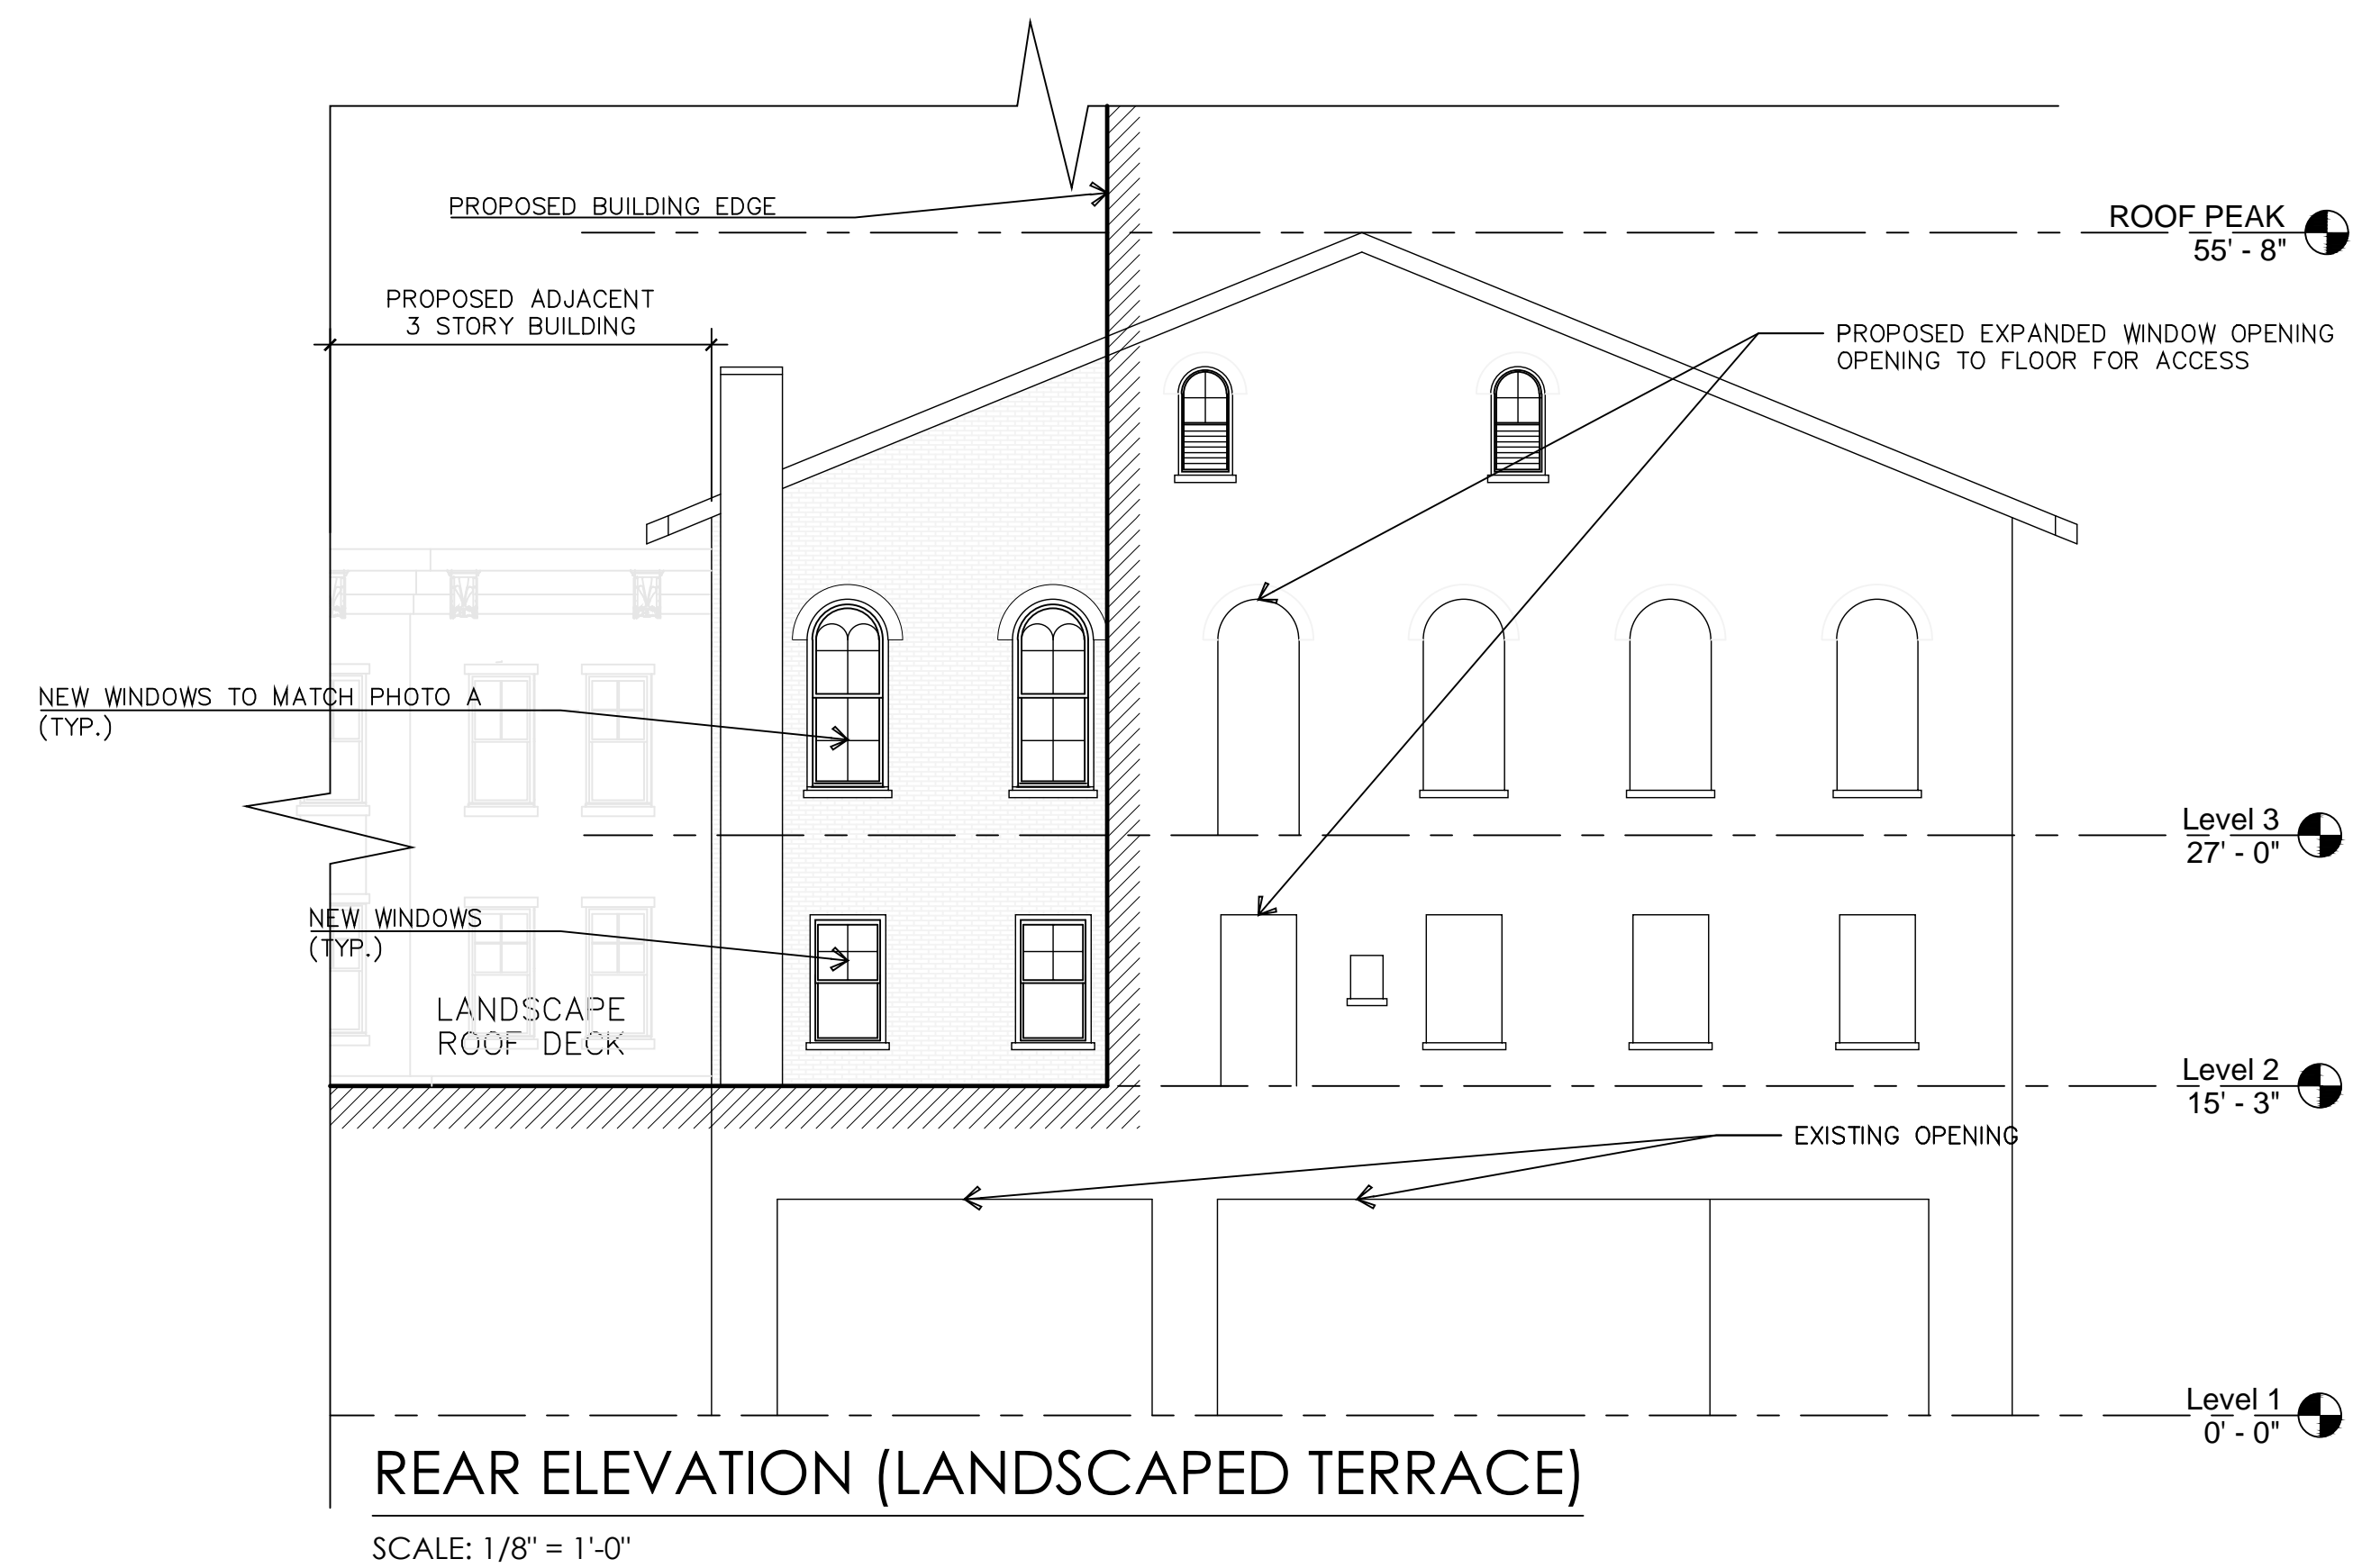 PROPOSED BUILDING EDGE
ROOF PEAK
55' - 8"
PROPOSED ADJACENT
3 STORY BUILDING
PROPOSED EXPANDED WINDOW OPENING
OPENING TO FLOOR FOR ACCESS
NEW WINDOWS TO MATCH PHOTO A
(TYP.)
Level 3
27' - 0"
NEW WINDOWS
(TYP.)
LANDSCAPE
ROOF DECK
Level 2
15' - 3"
EXISTING OPENING
Level 1
0' - 0"
REAR ELEVATION (LANDSCAPED TERRACE)
SCALE: 1/8" = 1'-0"